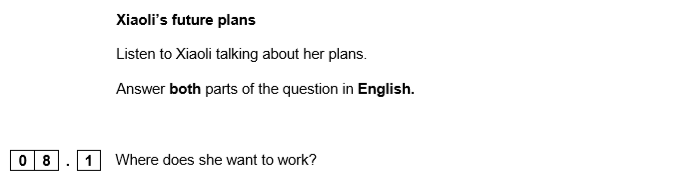 Xiaoli's future plans
Listen to Xiaoli talking about her plans.
Answer both parts of the question in English.
0 8 . 1 Where does she want to work?